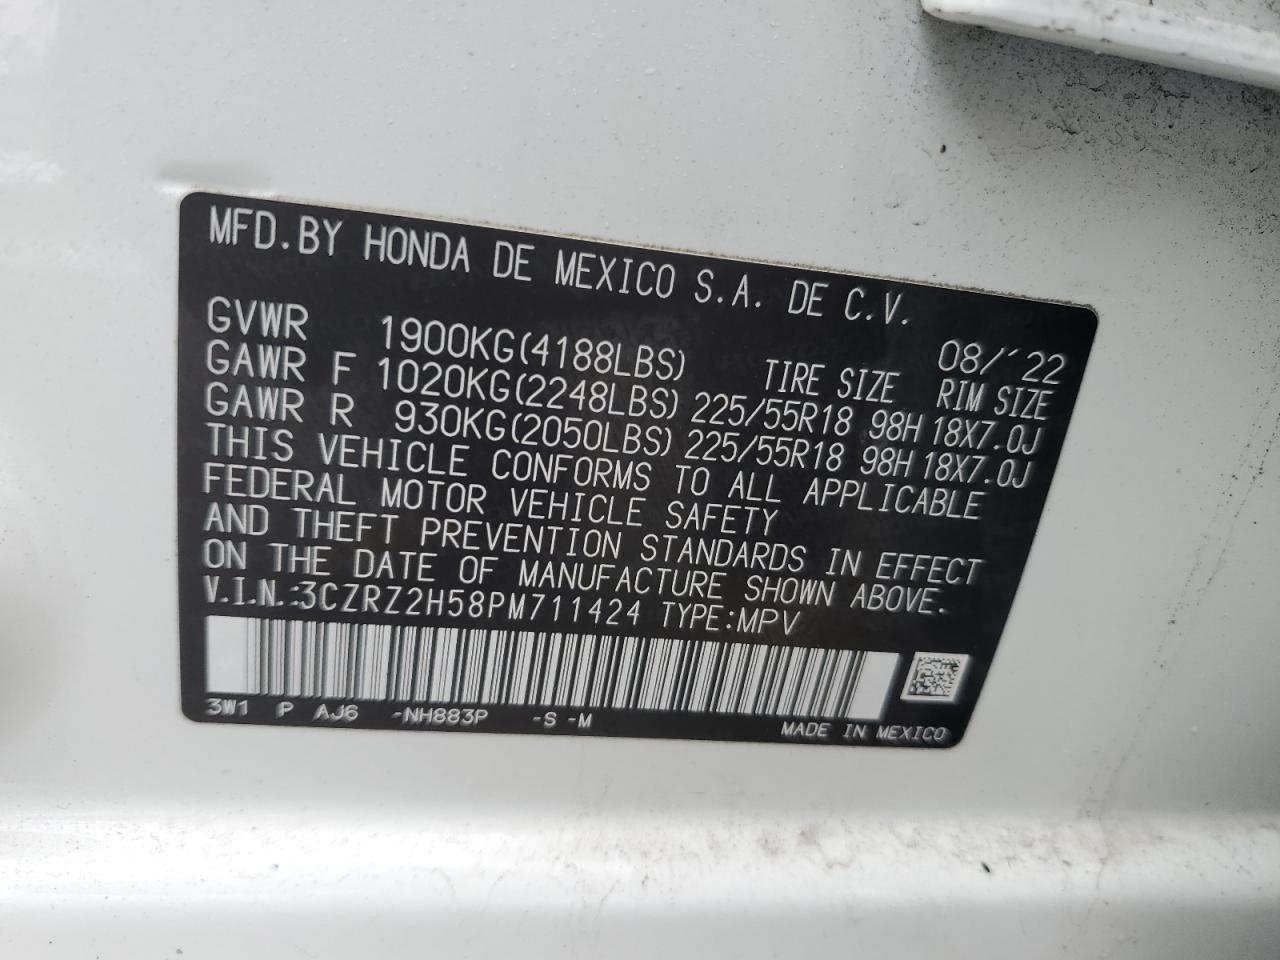 MFD.BY HONDA DE MEXICO S.A. DE C.V.
08/'22
GVWR 1900KG(4188LBS) TIRE SIZE RIM SIZE
GAWR F 1020KG(2248LBS) 225/55R18 98H 18X7.0J
GAWR R 930KG(2050LBS) 225/55R18 98H 18X7.0J
THIS VEHICLE CONFORMS TO ALL APPLICABLE
FEDERAL MOTOR VEHICLE SAFETY
AND THEFT PREVENTION STANDARDS IN EFFECT
ON THE DATE OF MANUFACTURE SHOWN ABOVE.
V.I.N.:3CZRZ2H58PM711424 TYPE:MPV
3W1 P AJ6 -NH883P -S -M
MADE IN MEXICO